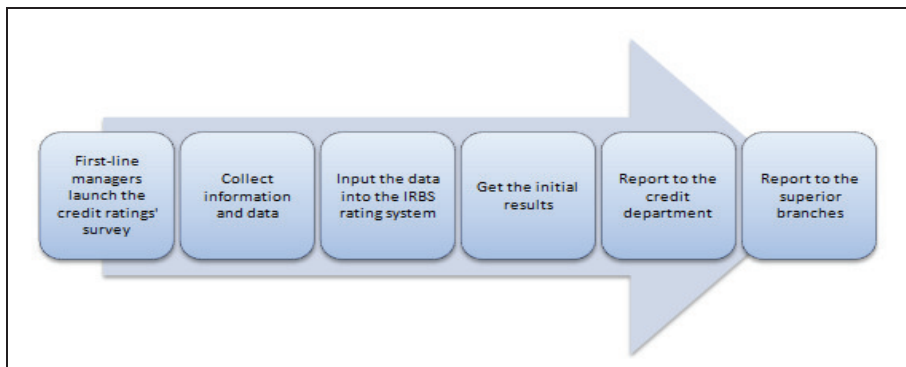 First-line
managers
launch the
credit ratings'
survey
Collect
information
and data
Input the data
into the IRBS
rating system
Get the initial
results
Report to the
credit
department
Report to the
superior
branches